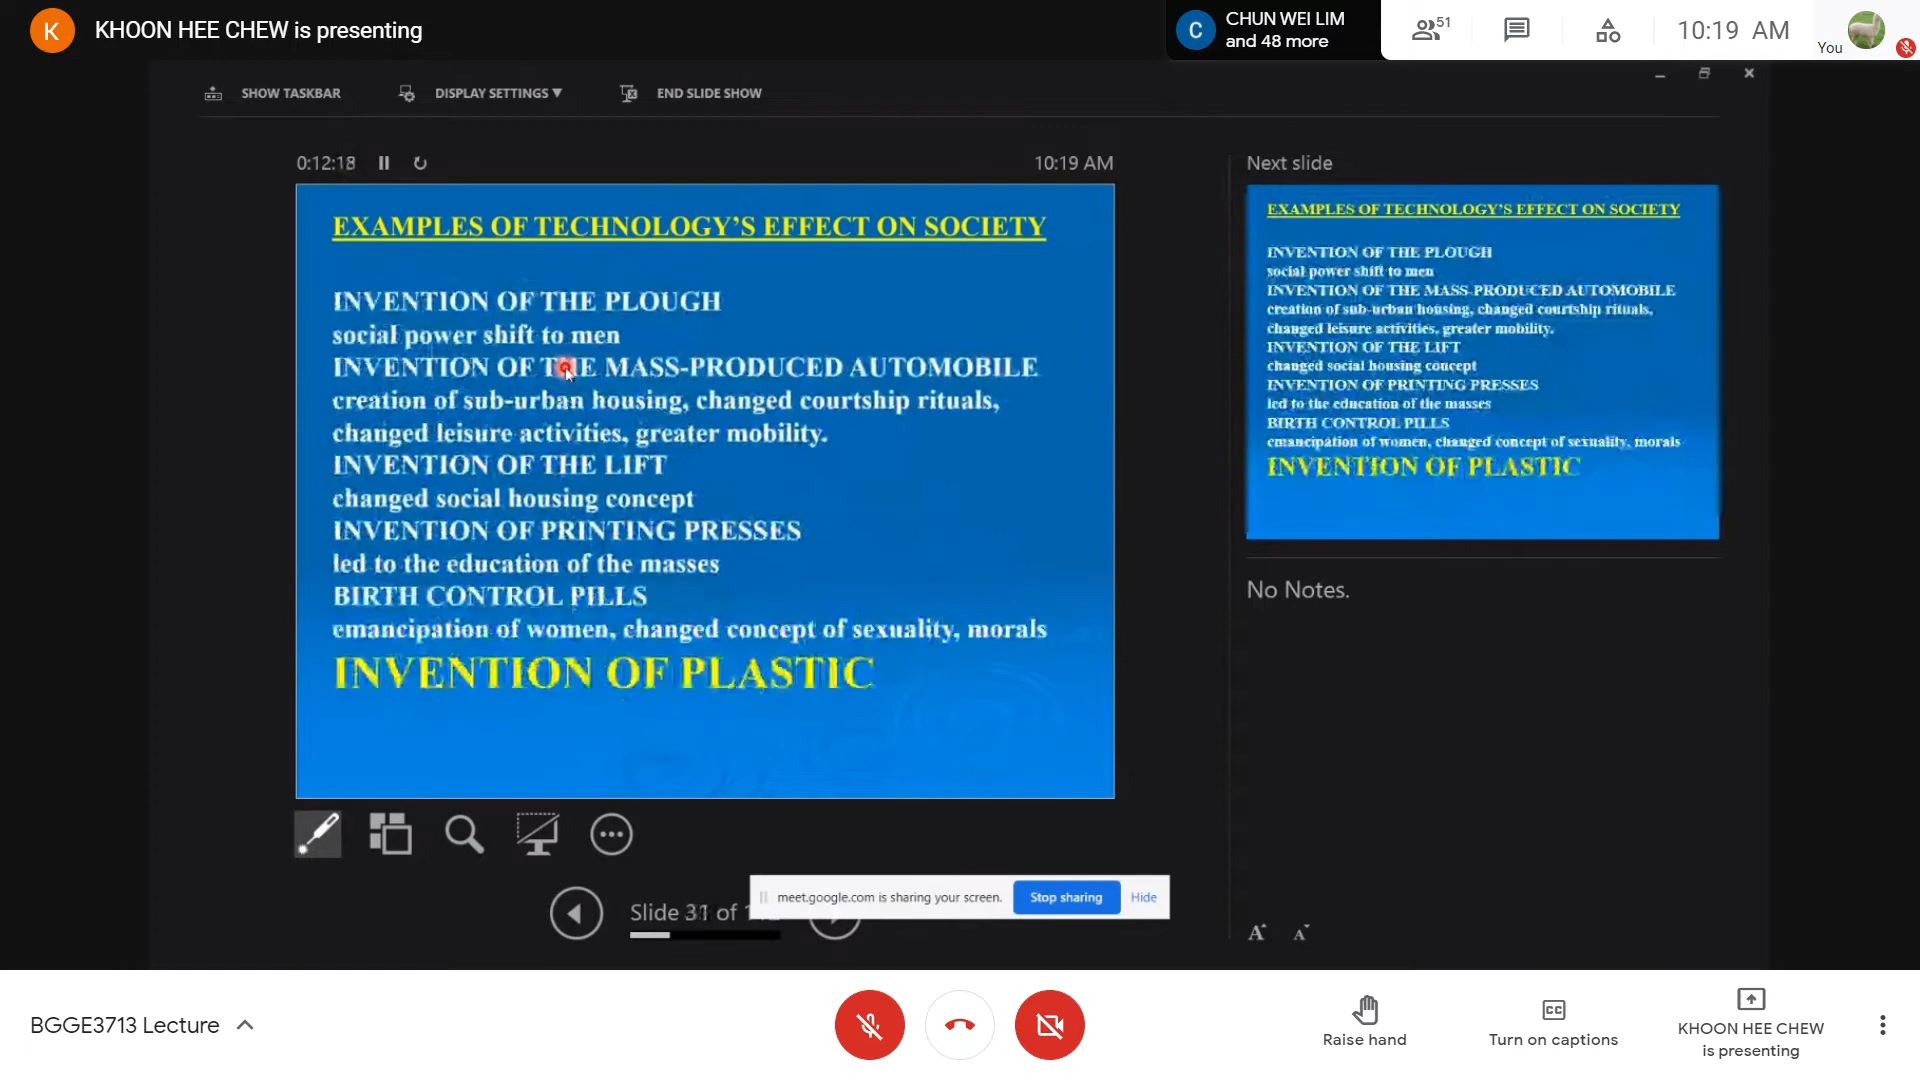 K
KHOON HEE CHEW is presenting
C
CHUN WEI LIM
and 48 more
51
10:19 AM
You
SHOW TASKBAR
DISPLAY SETTINGS ▼
END SLIDE SHOW
0:12:18
10:19 AM
EXAMPLES OF TECHNOLOGY'S EFFECT ON SOCIETY
INVENTION OF THE PLOUGH
social power shift to men
INVENTION OF THE MASS-PRODUCED AUTOMOBILE
creation of sub-urban housing, changed courtship rituals,
changed leisure activities, greater mobility.
INVENTION OF THE LIFT
changed social housing concept
INVENTION OF PRINTING PRESSES
led to the education of the masses
BIRTH CONTROL PILLS
emancipation of women, changed concept of sexuality, morals
INVENTION OF PLASTIC
Next slide
EXAMPLES OF TECHNOLOGY'S EFFECT ON SOCIETY
INVENTION OF THE PLOUGH
social power shift to men
INVENTION OF THE MASS-PRODUCED AUTOMOBILE
creation of sub-urban housing, changed courtship rituals,
changed leisure activities, greater mobility.
INVENTION OF THE LIFT
changed social housing concept
INVENTION OF PRINTING PRESSES
led to the education of the masses
BIRTH CONTROL PILLS
emancipation of women, changed concept of sexuality, morals
INVENTION OF PLASTIC
No Notes.
Slide 31 of
meet.google.com is sharing your screen.
Stop sharing
Hide
A A
BGGE3713 Lecture
Raise hand
CC
Turn on captions
KHOON HEE CHEW
is presenting